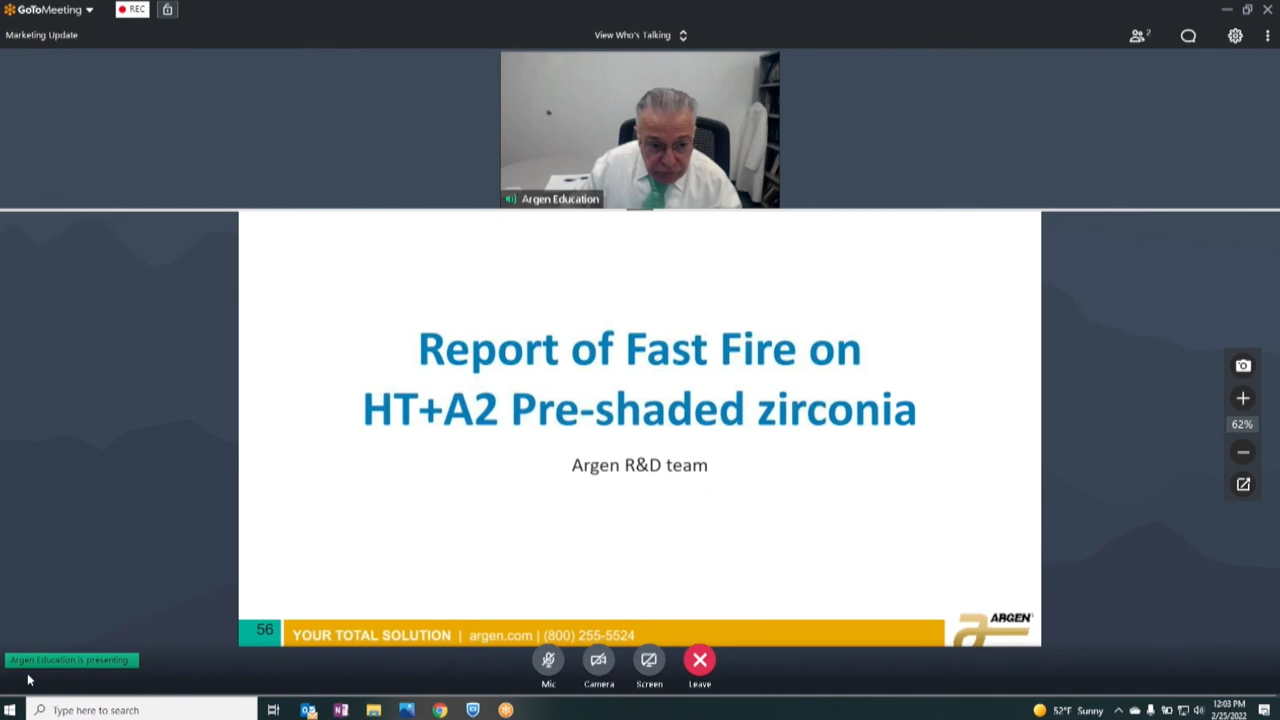 GoToMeeting
REC
Marketing Update
View Who's Talking
2
Argen Education
Report of Fast Fire on
HT+A2 Pre-shaded zirconia
Argen R&D team
62%
56
YOUR TOTAL SOLUTION | argen.com | (800) 255-5524
ARGEN
Argen Education is presenting
Mic
Camera
Screen
Leave
Type here to search
52°F Sunny
12:03 PM
2/25/2022